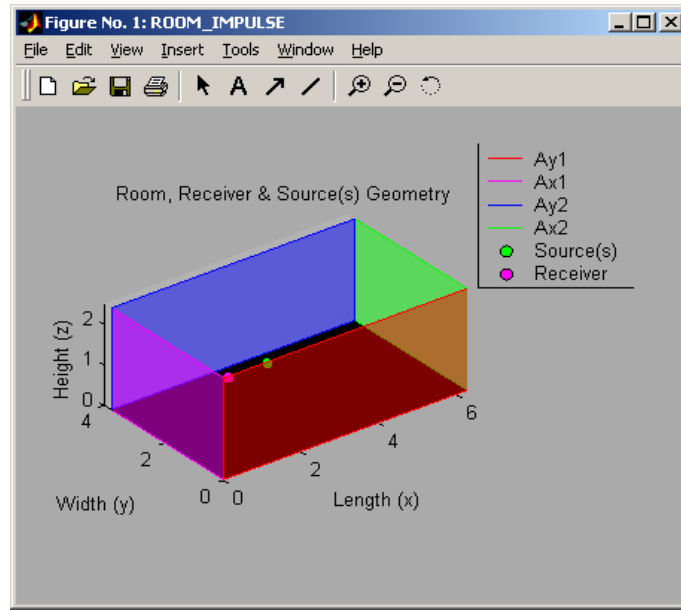 Figure No. 1: ROOM_IMPULSE
File Edit View Insert Tools Window Help
A
Room, Receiver & Source(s) Geometry
Ay1
Ax1
Ay2
Ax2
Source(s)
Receiver
Height (z)
2
1
0
4
2
0
Width (y)
0
2
4
6
Length (x)